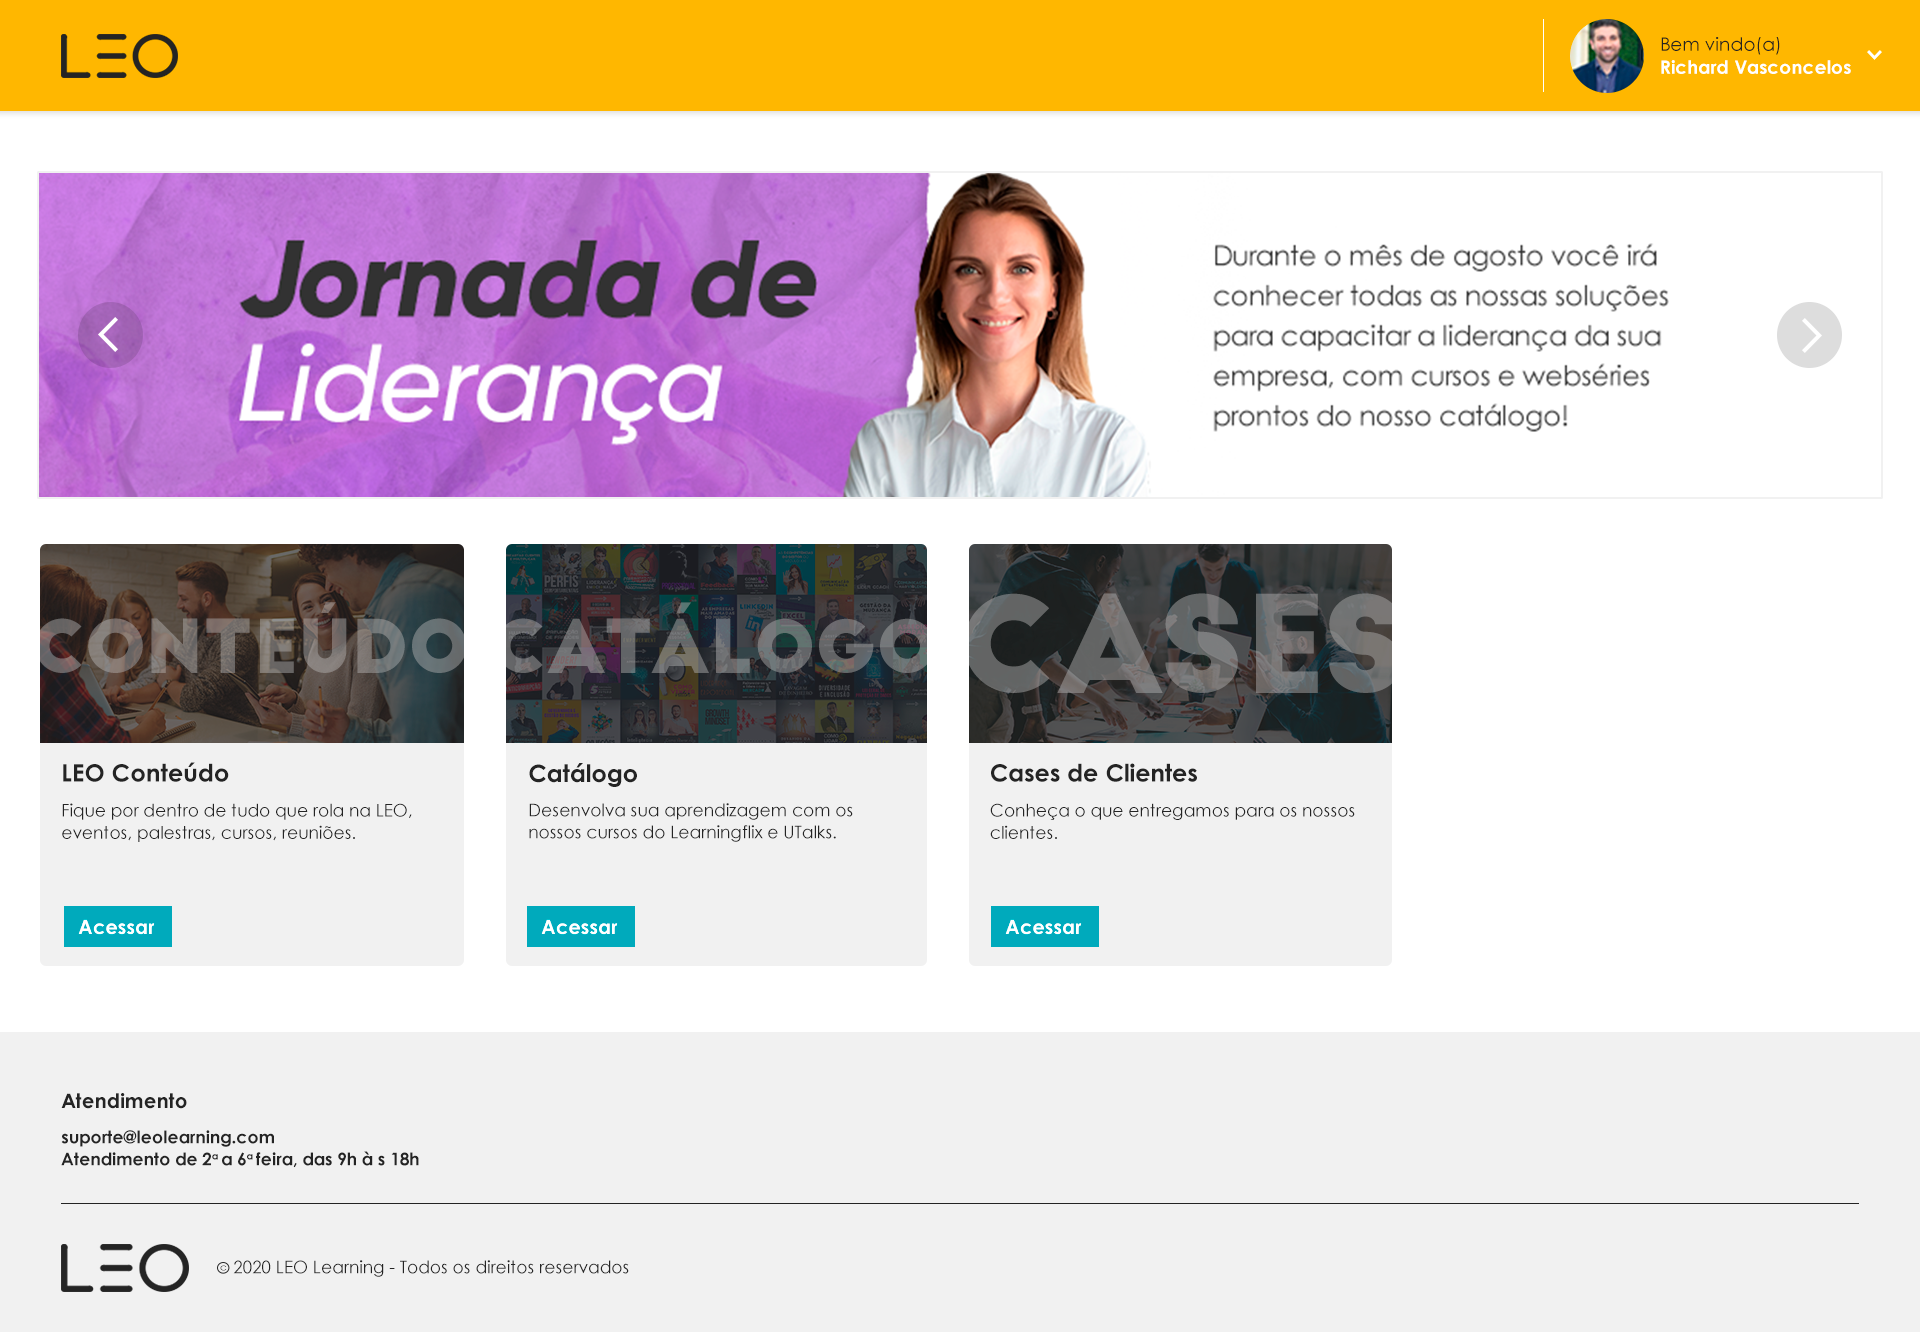 LEO
Bem vindo(a)
Richard Vasconcelos
Jornada de
Liderança
Durante o mês de agosto você irá
conhecer todas as nossas soluções
para capacitar a liderança da sua
empresa, com cursos e webséries
prontos do nosso catálogo!
CONTEÚDO
CATÁLOGO
CASES
LEO Conteúdo
Fique por dentro de tudo que rola na LEO,
eventos, palestras, cursos, reuniões.
Acessar
Catálogo
Desenvolva sua aprendizagem com os
nossos cursos do Learningflix e UTalks.
Acessar
Cases de Clientes
Conheça o que entregamos para os nossos
clientes.
Acessar
Atendimento
suporte@leolearning.com
Atendimento de 2ª a 6ª feira, das 9h à s 18h
LEO
© 2020 LEO Learning - Todos os direitos reservados